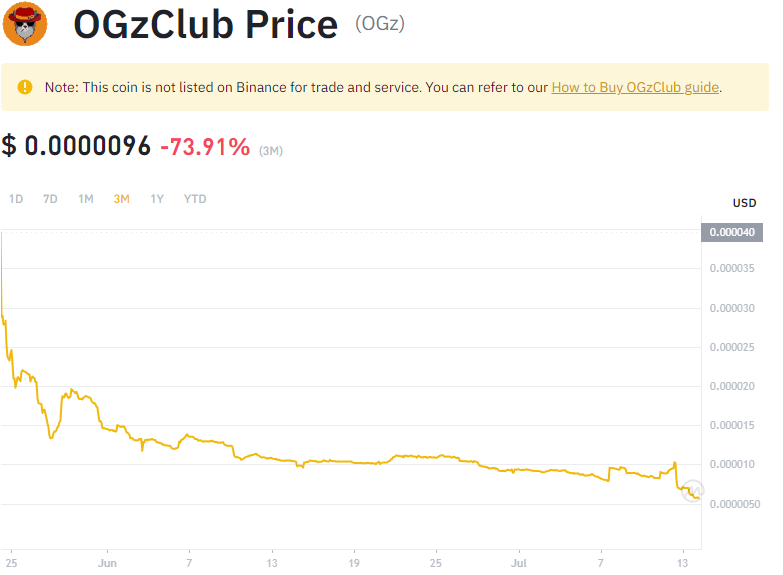 OGzClub Price (OGz)
Note: This coin is not listed on Binance for trade and service. You can refer to our How to Buy OGzClub guide.
$ 0.0000096 -73.91% (3M)
1D 7D 1M 3M 1Y YTD
USD
0.000040
0.000035
0.000030
0.000025
0.000020
0.000015
0.000010
0.0000050
25 Jun 7 13 19 25 Jul 7 13